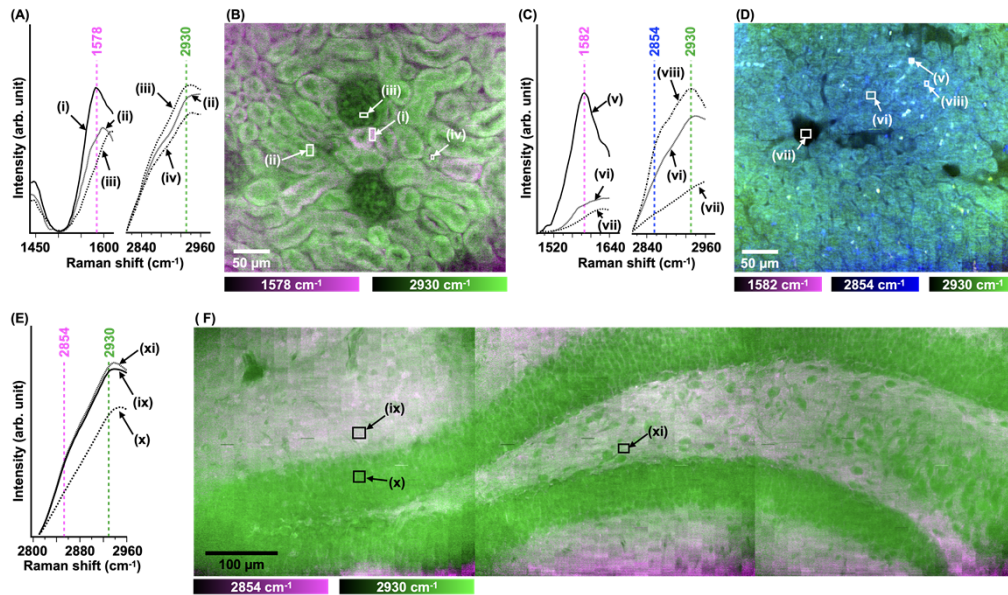 (A)
1578
2930
(i)
(ii)
(iii)
(iii)
(ii)
(iv)
Intensity (arb. unit)
1450
1600
2840
2960
Raman shift (cm-1)
(B)
(iii)
(i)
(ii)
(iv)
50 µm
1578 cm-1
2930 cm-1
(C)
1582
2854
2930
(v)
(viii)
(vi)
(vi)
(vii)
(vii)
Intensity (arb. unit)
1520
1640
2840
2960
Raman shift (cm-1)
(D)
(v)
(viii)
(vi)
(vii)
50 µm
1582 cm-1
2854 cm-1
2930 cm-1
(E)
2854
2930
(xi)
(ix)
(x)
Intensity (arb. unit)
2800
2880
2960
Raman shift (cm-1)
( F)
(ix)
(xi)
(x)
100 µm
2854 cm-1
2930 cm-1